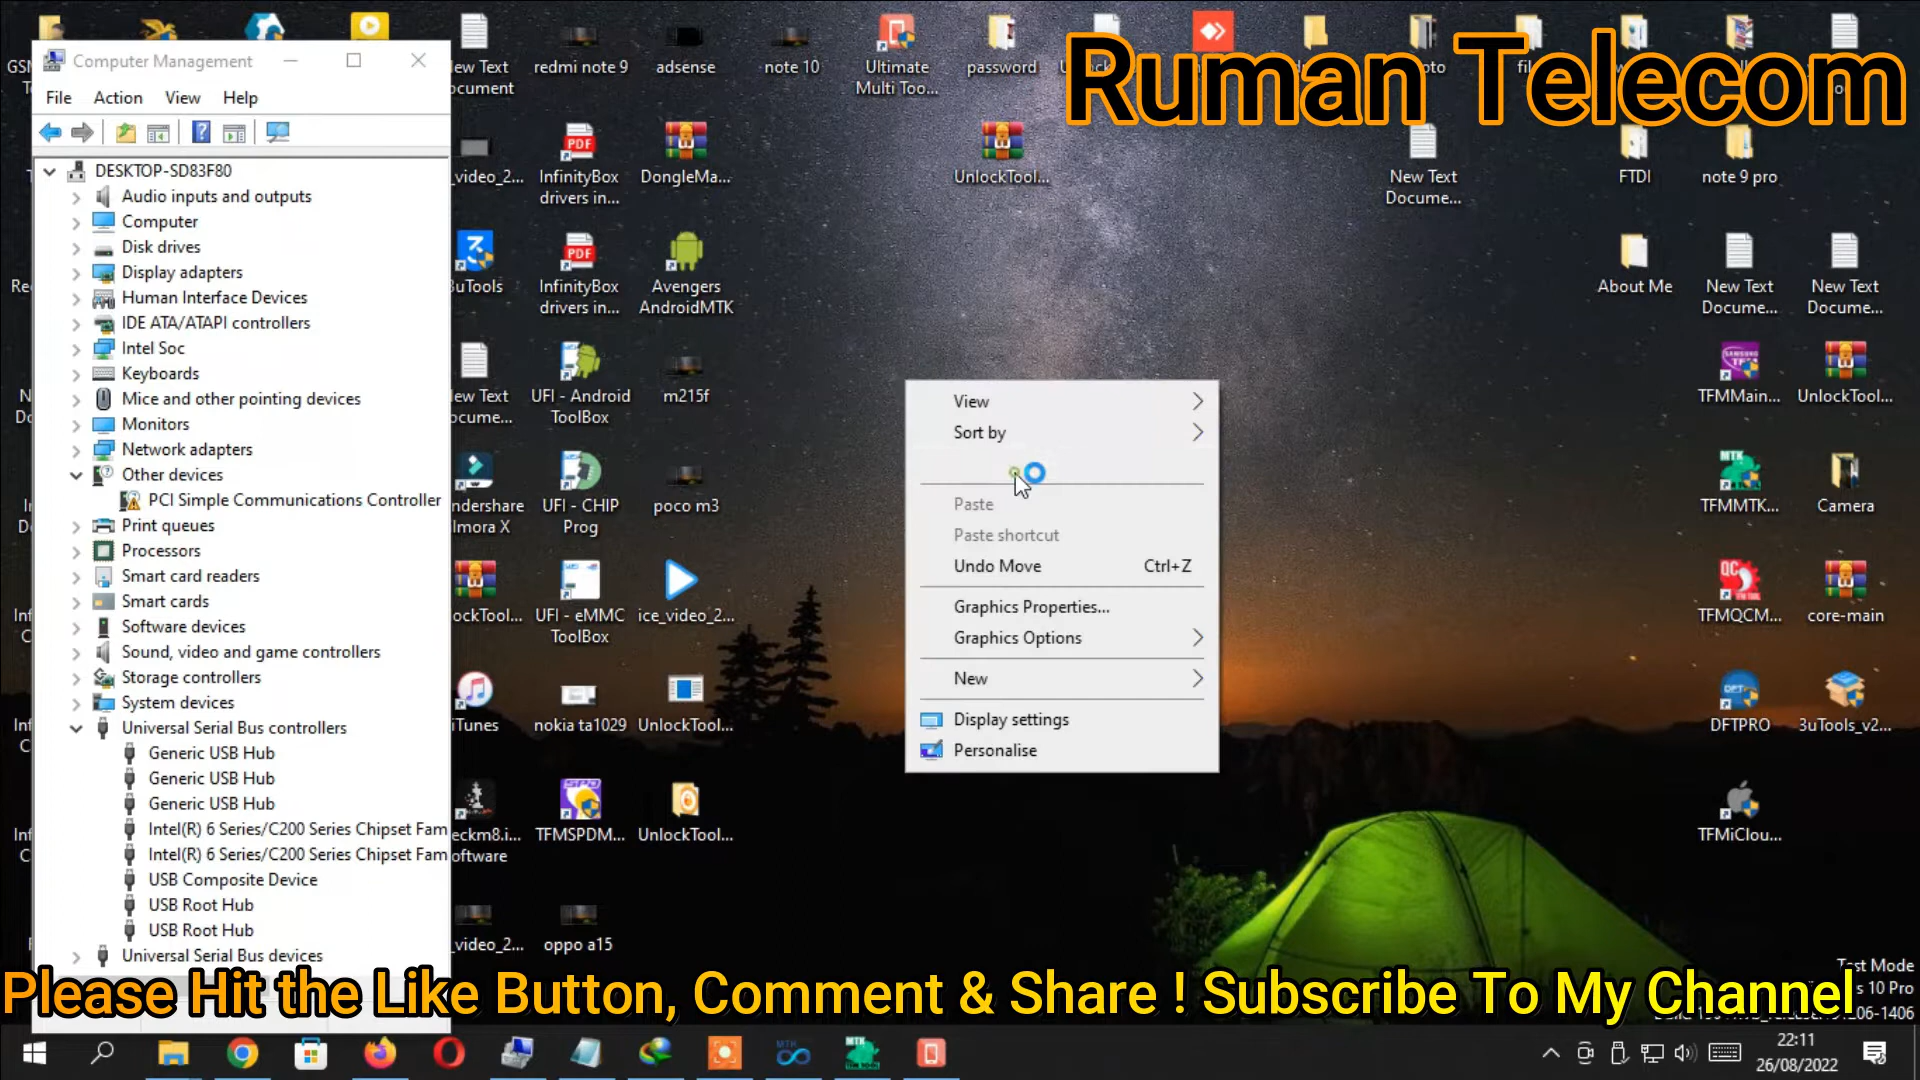 Computer Management
File Action View Help
DESKTOP-SD83F80
Audio inputs and outputs
Computer
Disk drives
Display adapters
Human Interface Devices
IDE ATA/ATAPI controllers
Intel Soc
Keyboards
Mice and other pointing devices
Monitors
Network adapters
Other devices
PCI Simple Communications Controller
Print queues
Processors
Smart card readers
Smart cards
Software devices
Sound, video and game controllers
Storage controllers
System devices
Universal Serial Bus controllers
Generic USB Hub
Generic USB Hub
Generic USB Hub
Intel(R) 6 Series/C200 Series Chipset Fam
Intel(R) 6 Series/C200 Series Chipset Fam
USB Composite Device
USB Root Hub
USB Root Hub
Universal Serial Bus devices
redmi note 9
adsense
note 10
Ultimate
Multi Too...
password
Ruman Telecom
InfinityBox
drivers in...
DongleMa...
UnlockTool...
New Text
Docume...
FTDI
note 9 pro
3uTools
InfinityBox
drivers in...
Avengers
AndroidMTK
About Me
New Text
Docume...
New Text
Docume...
UFI - Android
ToolBox
m215f
TFMMain...
UnlockTool...
UFI - CHIP
Prog
poco m3
TFMMTK...
Camera
UFI - eMMC
ToolBox
ice_video_2...
TFMQCM...
core-main
iTunes
nokia ta1029
UnlockTool...
DFTPRO
3uTools_v2...
TFMSPDM...
UnlockTool...
TFMiClou...
oppo a15
View
Sort by
Paste
Paste shortcut
Undo Move Ctrl+Z
Graphics Properties...
Graphics Options
New
Display settings
Personalise
Test Mode
Please Hit the Like Button, Comment & Share ! Subscribe To My Channel
22:11
26/08/2022